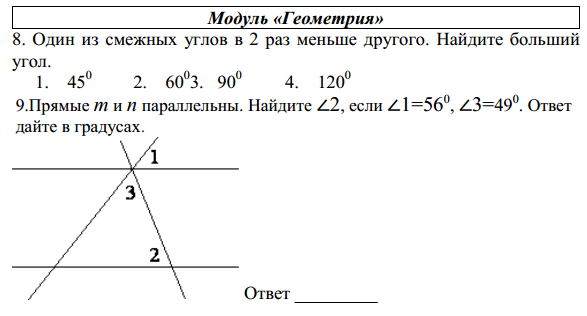 Модуль «Геометрия»
8. Один из смежных углов в 2 раз меньше другого. Найдите больший
угол.
1. 45⁰ 2. 60⁰3. 90⁰ 4. 120⁰
9.Прямые m и n параллельны. Найдите ∠2, если ∠1=56⁰, ∠3=49⁰. Ответ
дайте в градусах.
1
3
2
Ответ __________